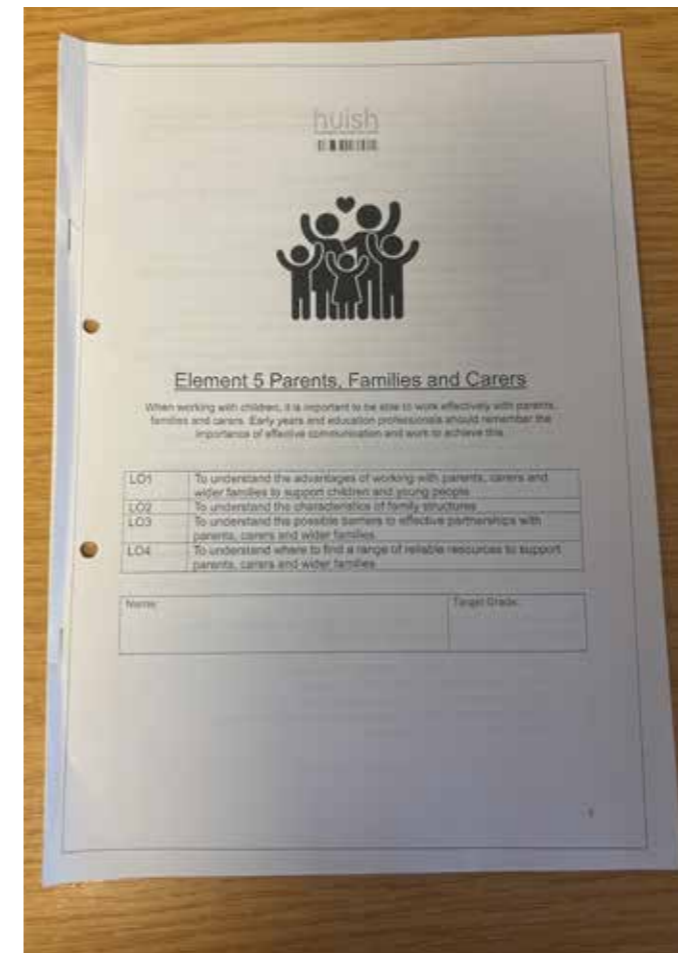 huish
Element 5 Parents, Families and Carers
When working with children, it is important to be able to work effectively with parents,
families and carers. Early years and education professionals should remember the
importance of effective communication and work to achieve this.
LO1 To understand the advantages of working with parents, carers and
wider families to support children and young people
LO2 To understand the characteristics of family structures
LO3 To understand the possible barriers to effective partnerships with
parents, carers and wider families.
LO4 To understand where to find a range of reliable resources to support
parents, carers and wider families.
Name: Target Grade: